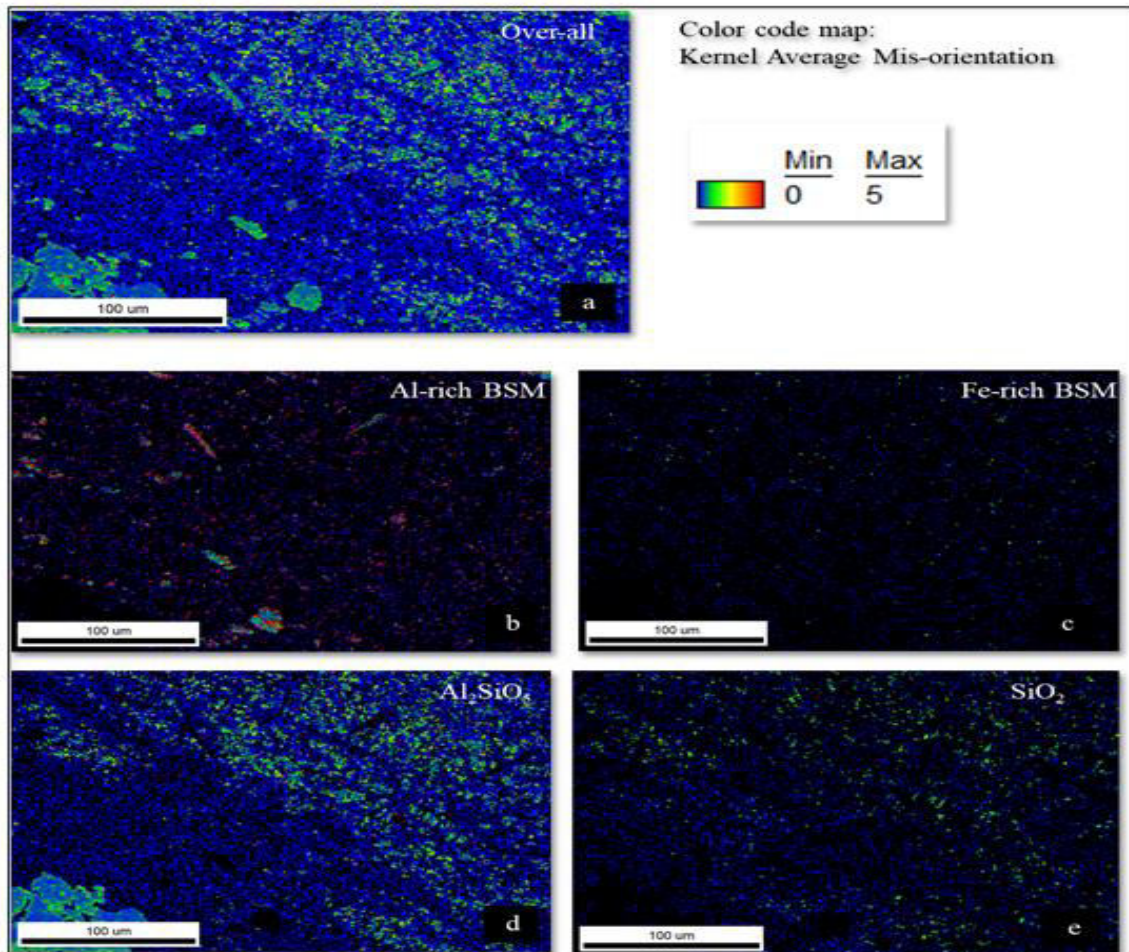 Over-all
Color code map:
Kernel Average Mis-orientation
Min Max
0 5
100 um
a
Al-rich BSM
100 um
b
Fe-rich BSM
100 um
c
Al₂SiO₅
100 um
d
SiO₂
100 um
e